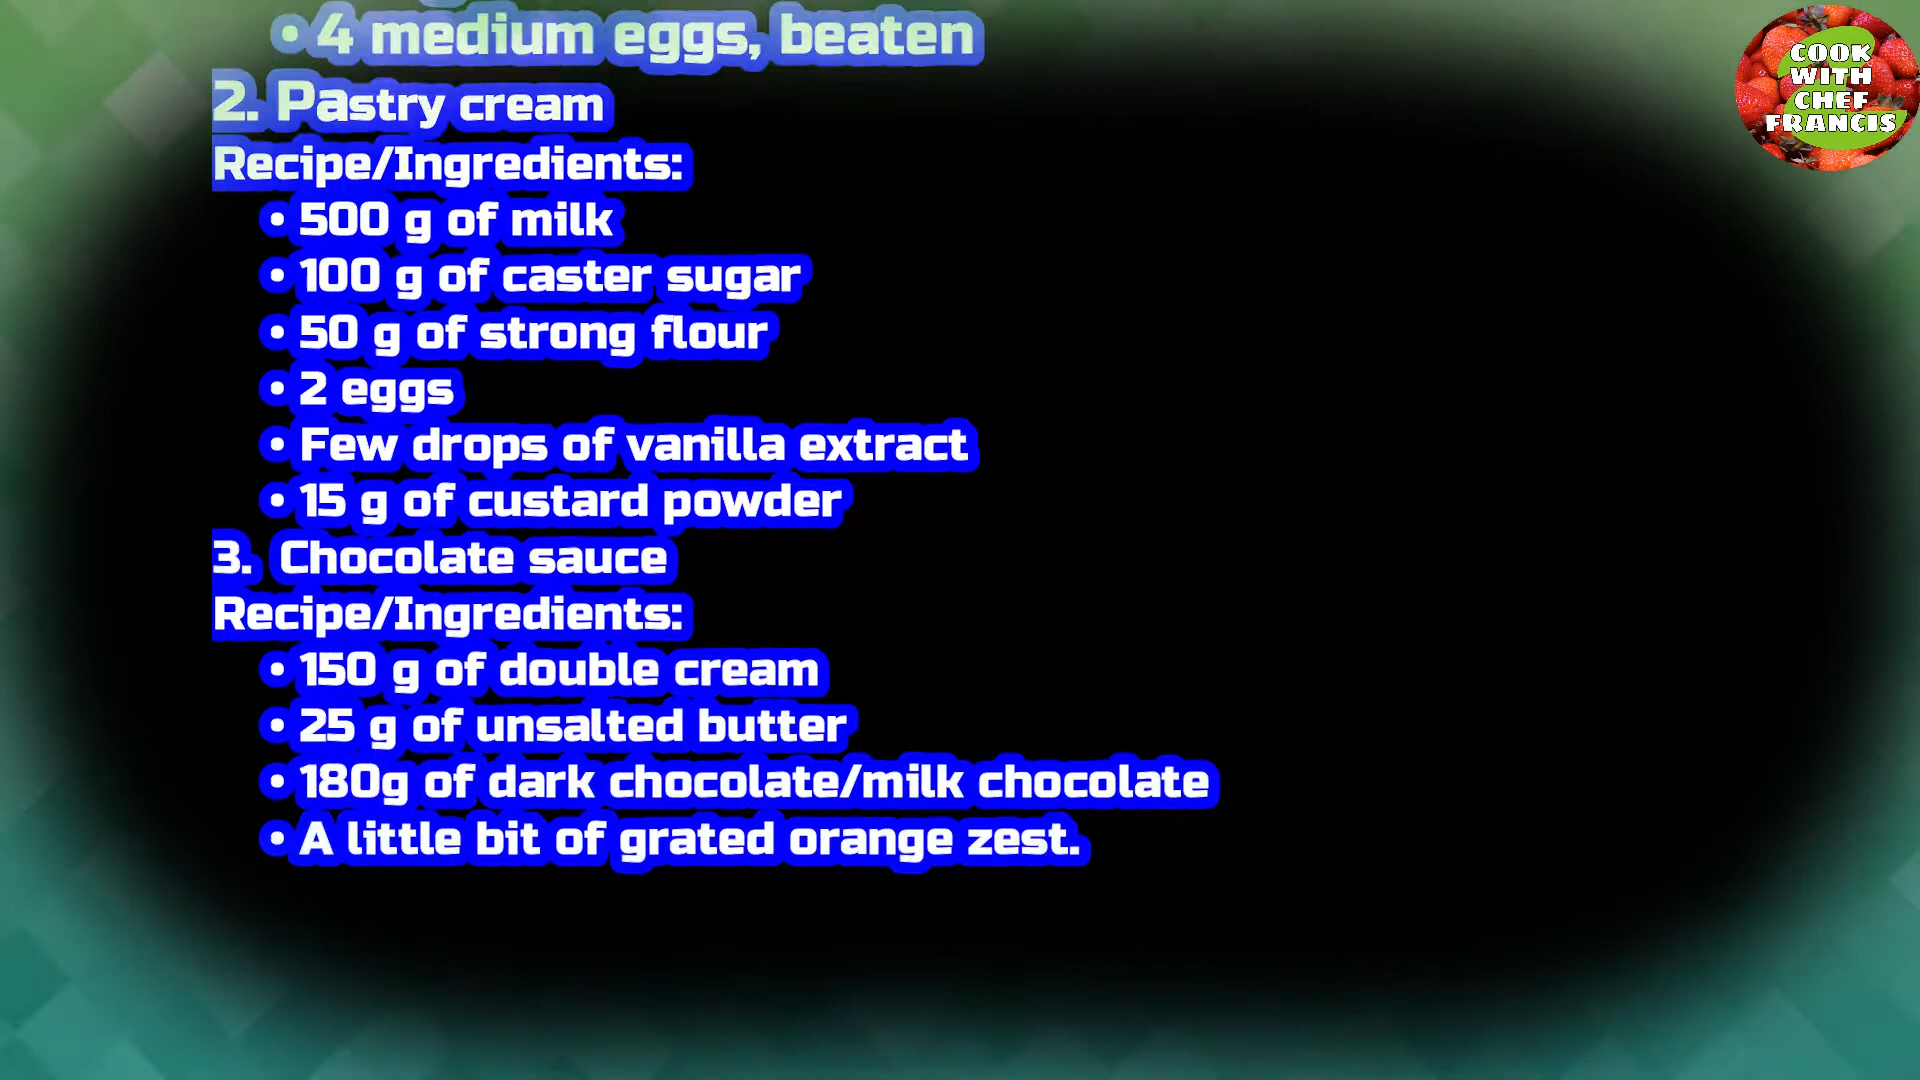 • 4 medium eggs, beaten
2. Pastry cream
Recipe/Ingredients:
• 500 g of milk
• 100 g of caster sugar
• 50 g of strong flour
• 2 eggs
• Few drops of vanilla extract
• 15 g of custard powder
3. Chocolate sauce
Recipe/Ingredients:
• 150 g of double cream
• 25 g of unsalted butter
• 180g of dark chocolate/milk chocolate
• A little bit of grated orange zest.
COOK
WITH
CHEF
FRANCIS